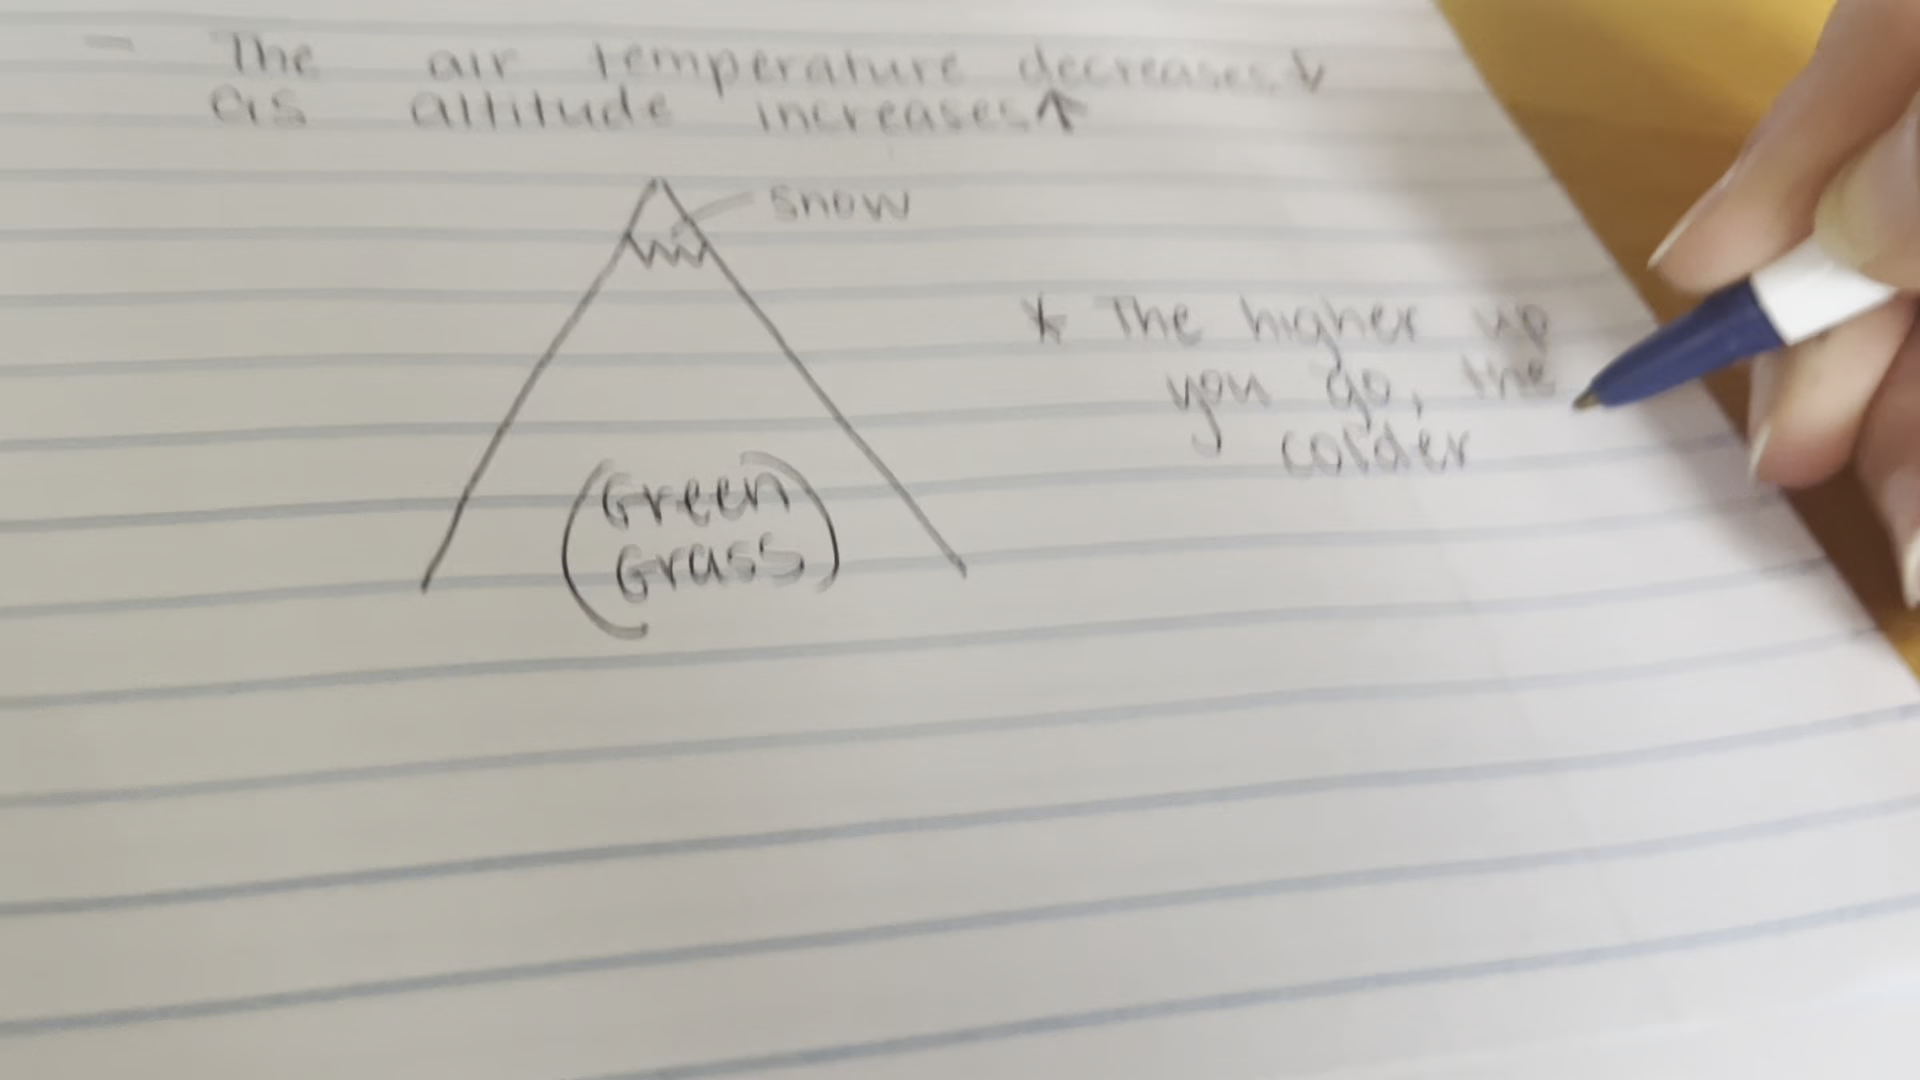 - The air temperature decreases ↓
as altitude increases ↑
snow
* The higher up
you go, the
colder
(Green
Grass)